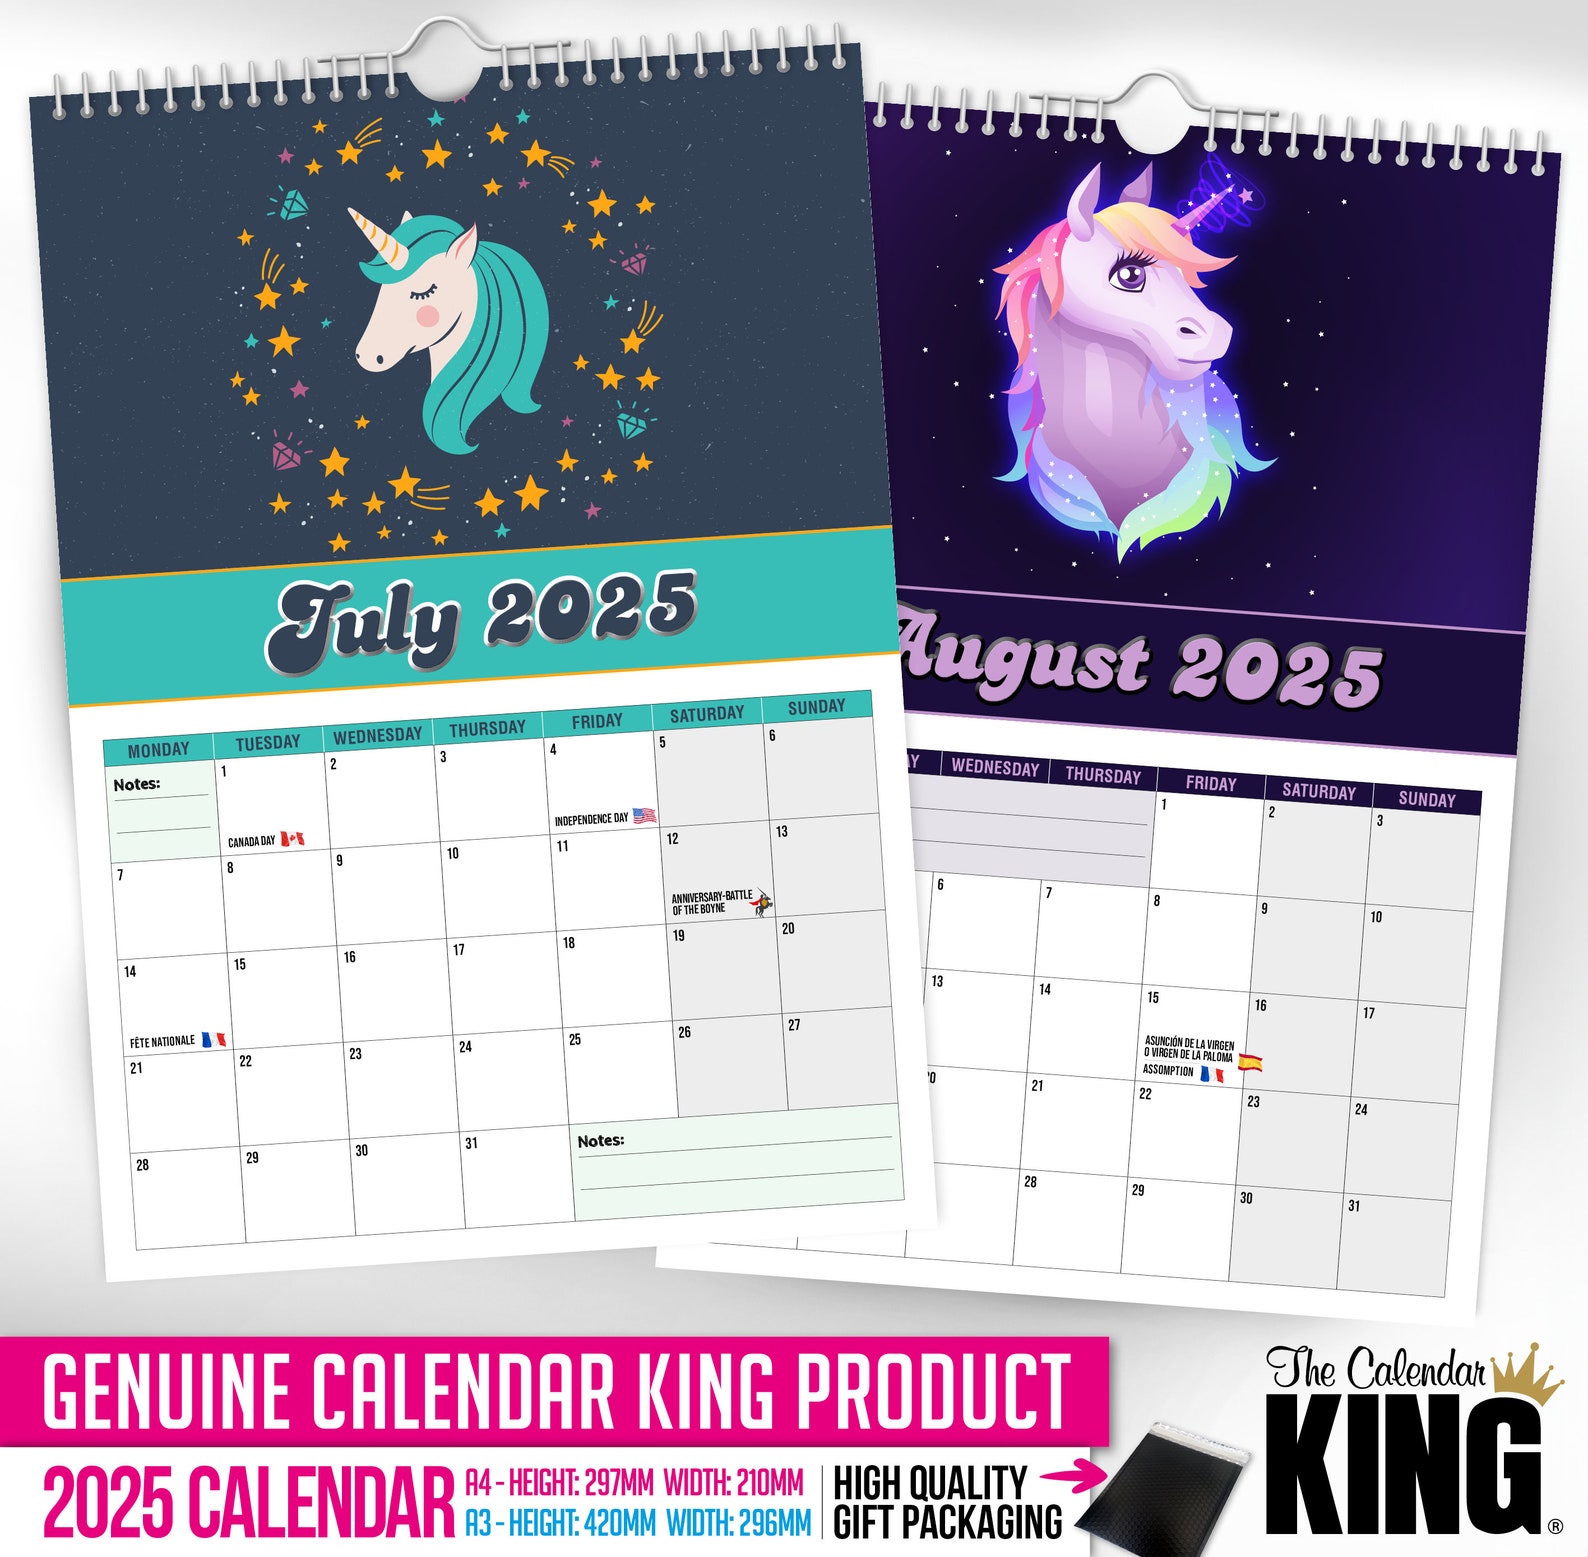 July 2025
MONDAY TUESDAY WEDNESDAY THURSDAY FRIDAY SATURDAY SUNDAY
Notes: 1 2 3 4 5 6
CANADA DAY
INDEPENDENCE DAY
7 8 9 10 11 12 13
ANNIVERSARY-BATTLE
OF THE BOYNE
14 15 16 17 18 19 20
FÊTE NATIONALE
21 22 23 24 25 26 27
28 29 30 31 Notes:
August 2025
AY WEDNESDAY THURSDAY FRIDAY SATURDAY SUNDAY
1 2 3
6 7 8 9 10
13 14 15 16 17
ASUNCIÓN DE LA VIRGEN
O VIRGEN DE LA PALOMA
ASSOMPTION
20 21 22 23 24
28 29 30 31
GENUINE CALENDAR KING PRODUCT
2025 CALENDAR
A4 - HEIGHT: 297MM WIDTH: 210MM
A3 - HEIGHT: 420MM WIDTH: 296MM
HIGH QUALITY
GIFT PACKAGING
The Calendar
KING®